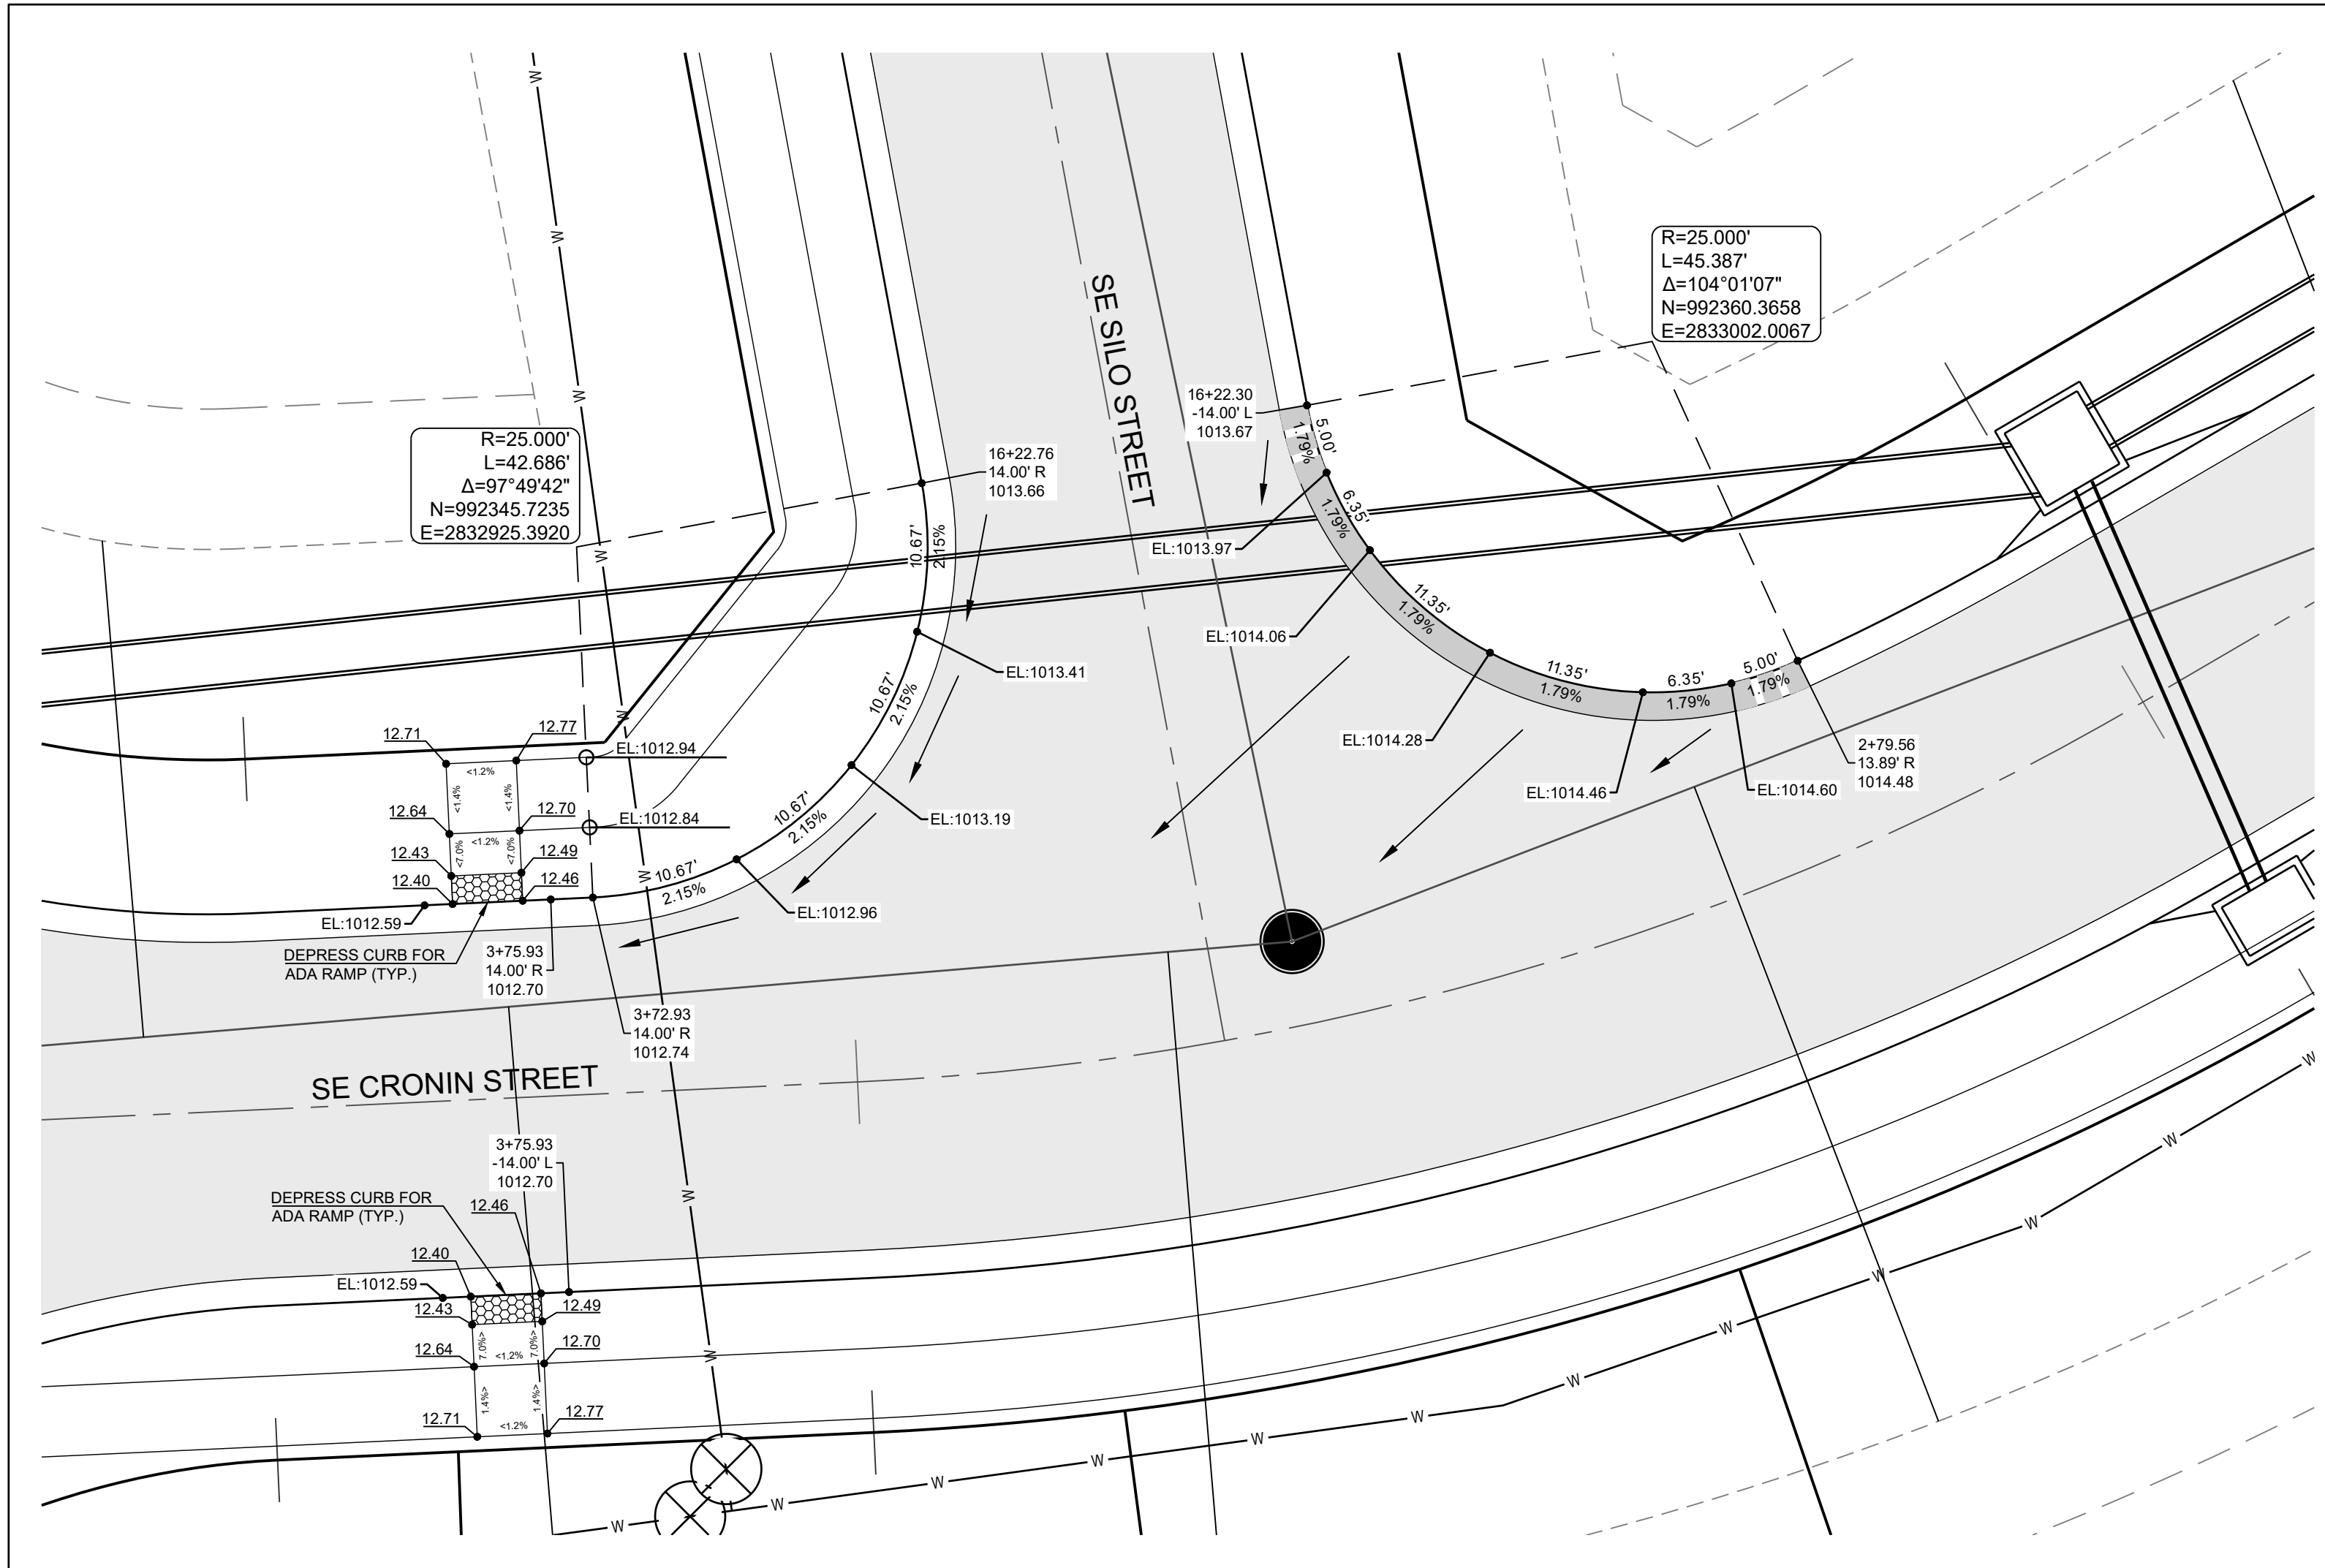 W
W
W
W
W
W
W
W
W
SE SILO STREET
R=25.000'
L=45.387'
Δ=104°01'07"
N=992360.3658
E=2833002.0067
R=25.000'
L=42.686'
Δ=97°49'42"
N=992345.7235
E=2832925.3920
16+22.30
-14.00' L
1013.67
16+22.76
14.00' R
1013.66
5.00'
1.79%
6.35'
1.79%
EL:1013.97
10.67'
2.15%
11.35'
1.79%
EL:1014.06
EL:1013.41
10.67'
2.15%
11.35'
1.79%
6.35'
1.79%
5.00'
1.79%
EL:1014.28
EL:1014.46
EL:1014.60
2+79.56
13.89' R
1014.48
12.71
12.77
<1.2%
<1.4%
<1.4%
EL:1012.94
12.64
12.70
<1.2%
EL:1012.84
<7.0%
<7.0%
10.67'
2.15%
EL:1013.19
12.43
12.49
12.40
12.46
10.67'
2.15%
EL:1012.96
EL:1012.59
DEPRESS CURB FOR
ADA RAMP (TYP.)
3+75.93
14.00' R
1012.70
3+72.93
14.00' R
1012.74
SE CRONIN STREET
3+75.93
-14.00' L
1012.70
DEPRESS CURB FOR
ADA RAMP (TYP.)
12.46
12.40
EL:1012.59
12.43
12.49
7.0%>
7.0%>
12.64
<1.2%
12.70
1.4%>
1.4%>
12.71
<1.2%
12.77
W
W
W
W
W
W
W
W
W
W
W